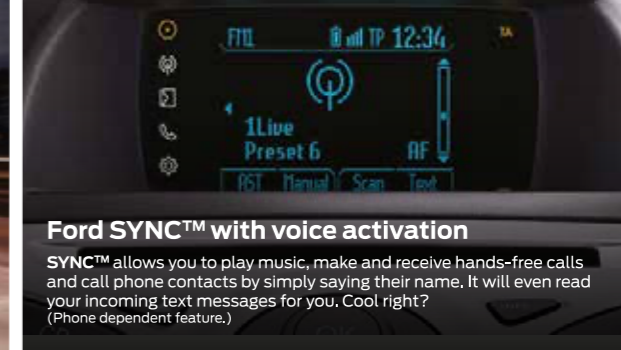 FM1 TP 12:34 TA
1Live
Preset 6 AF
AST Manual Scan Text
Ford SYNC™ with voice activation
SYNC™ allows you to play music, make and receive hands-free calls
and call phone contacts by simply saying their name. It will even read
your incoming text messages for you. Cool right?
(Phone dependent feature.)
OK